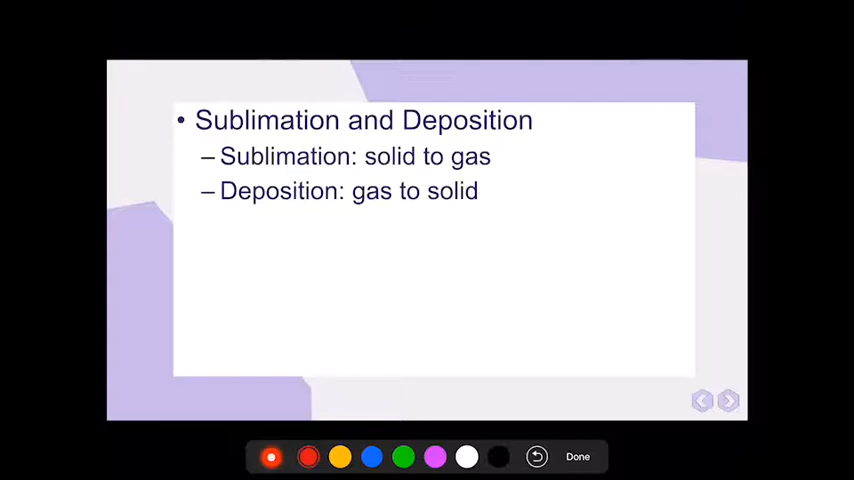 • Sublimation and Deposition
– Sublimation: solid to gas
– Deposition: gas to solid
Done